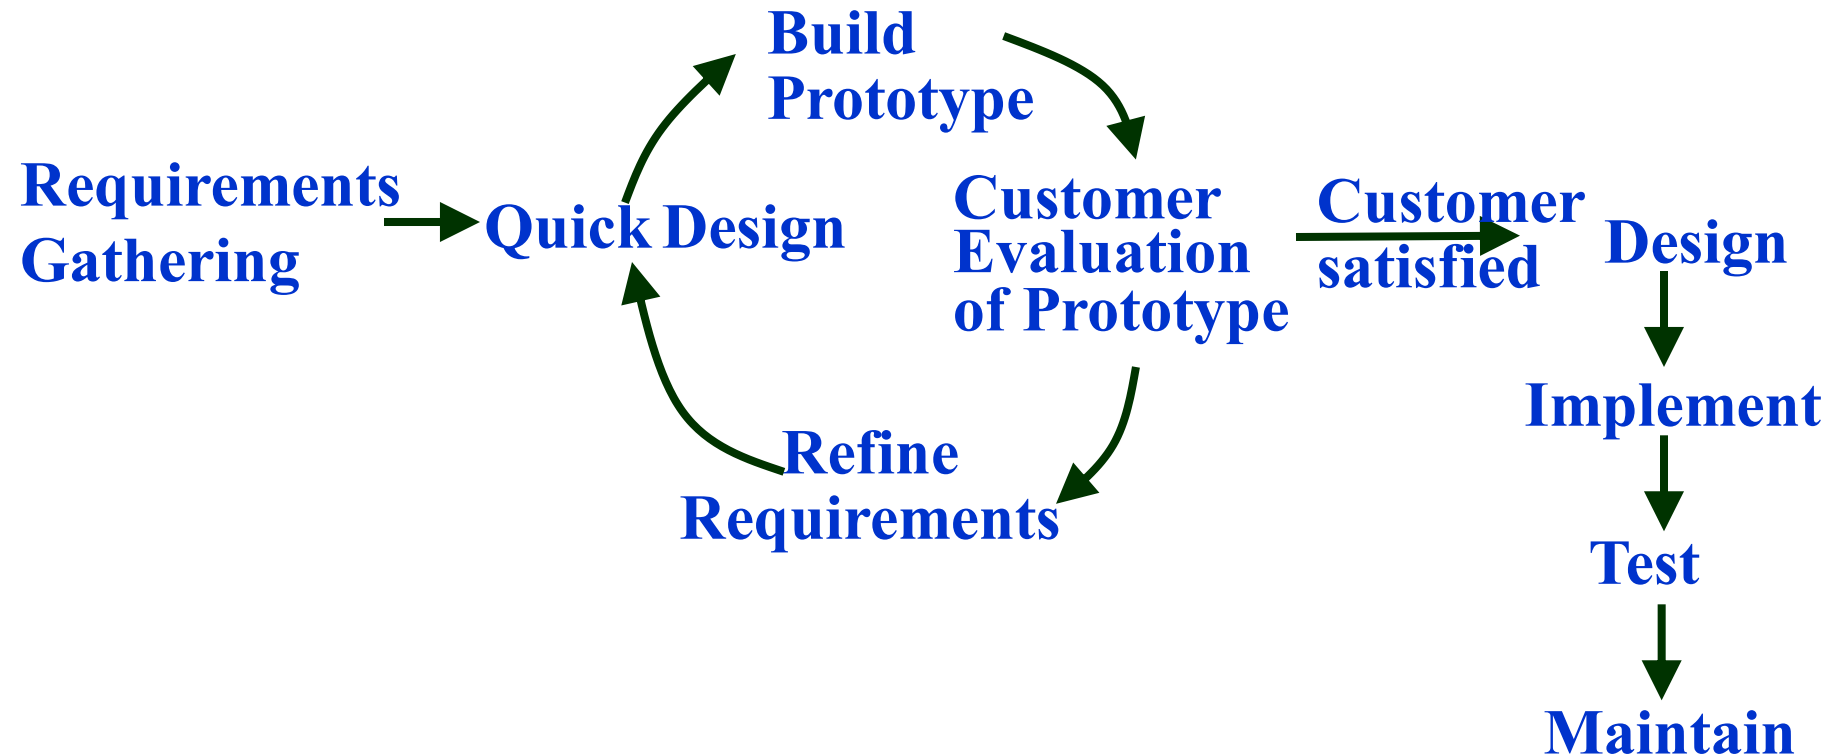 Build
Prototype
Requirements
Gathering
Quick Design
Customer
Evaluation
of Prototype
Customer
satisfied
Design
Implement
Refine
Requirements
Test
Maintain